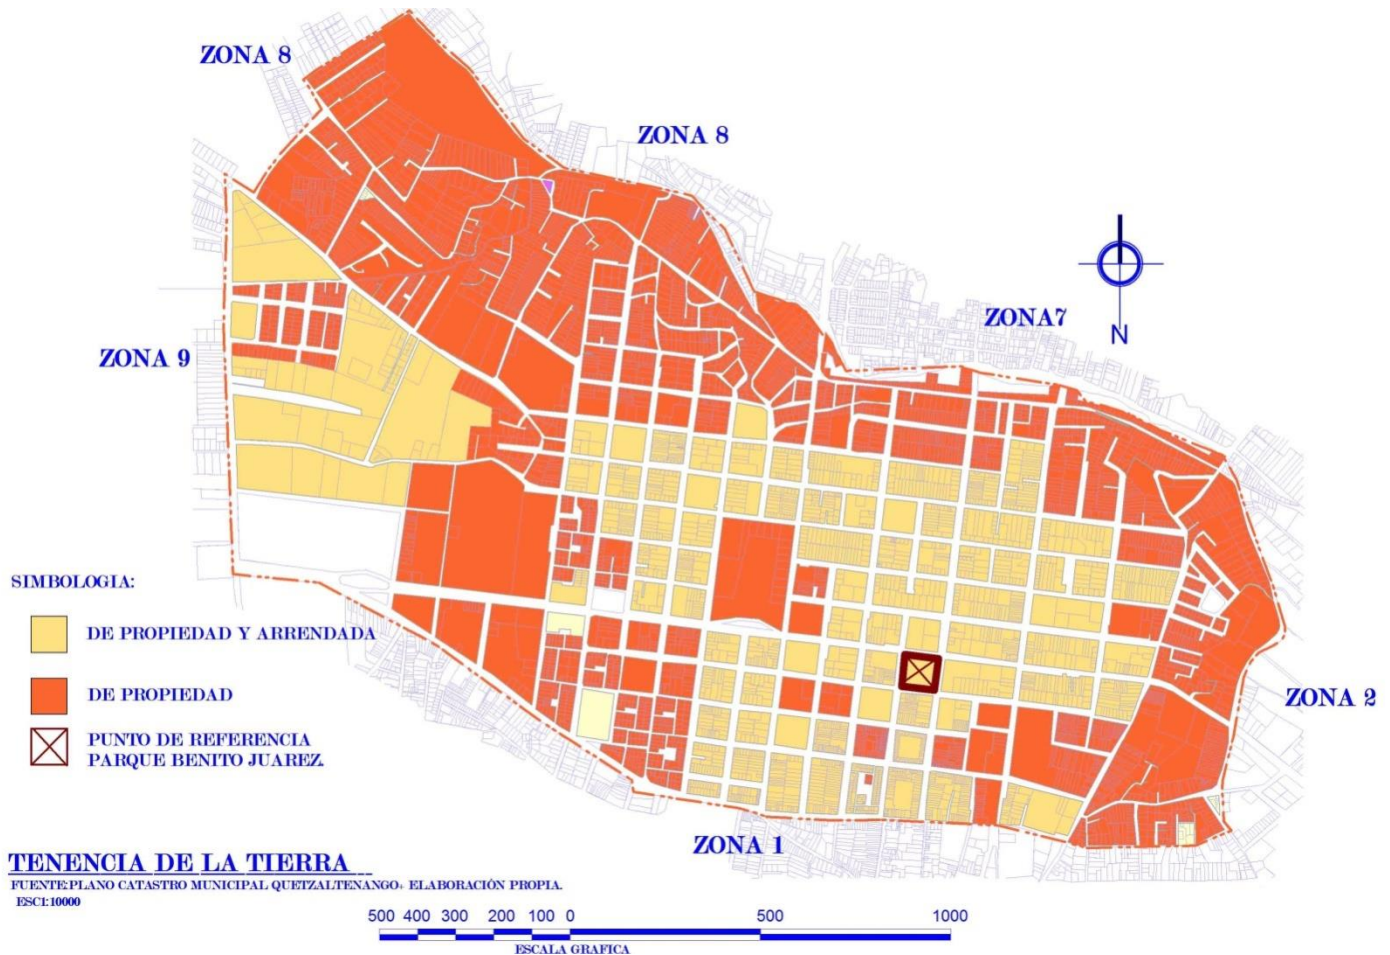 ZONA 8
ZONA 8
ZONA7
N
ZONA 9
SIMBOLOGIA:
DE PROPIEDAD Y ARRENDADA
DE PROPIEDAD
ZONA 2
PUNTO DE REFERENCIA
PARQUE BENITO JUAREZ
ZONA 1
TENENCIA DE LA TIERRA
FUENTE:PLANO CATASTRO MUNICIPAL QUETZALTENANGO+ ELABORACIÓN PROPIA.
ESC1:10000
500 400 300 200 100 0 500 1000
ESCALA GRAFICA